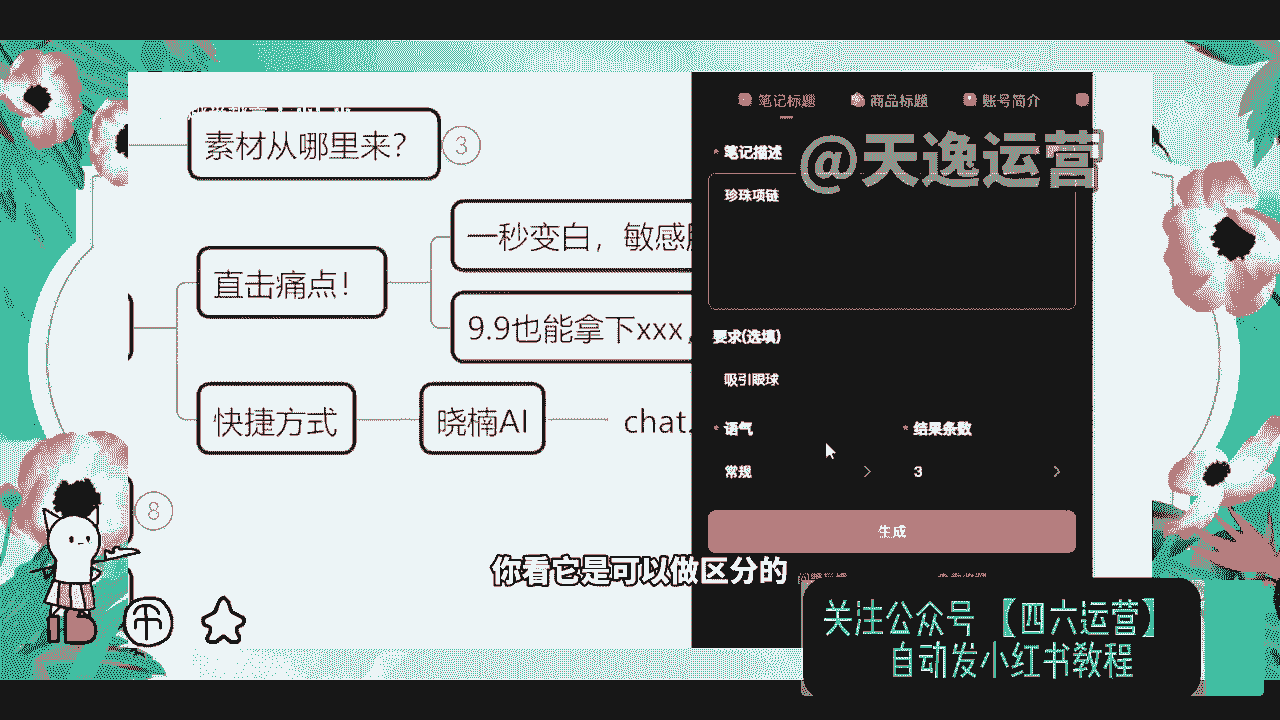 素材从哪里来？
3
直击痛点！
一秒变白，敏感
9.9也能拿下xxx，
快捷方式
晓楠AI
chat.
8
笔记标题
商品标题
账号简介
@天逸运营
* 笔记描述
珍珠项链
要求(选填)
吸引眼球
* 语气
* 结果条数
常规
3
生成
你看它是可以做区分的
关注公众号【四六运营】
自动发小红书教程